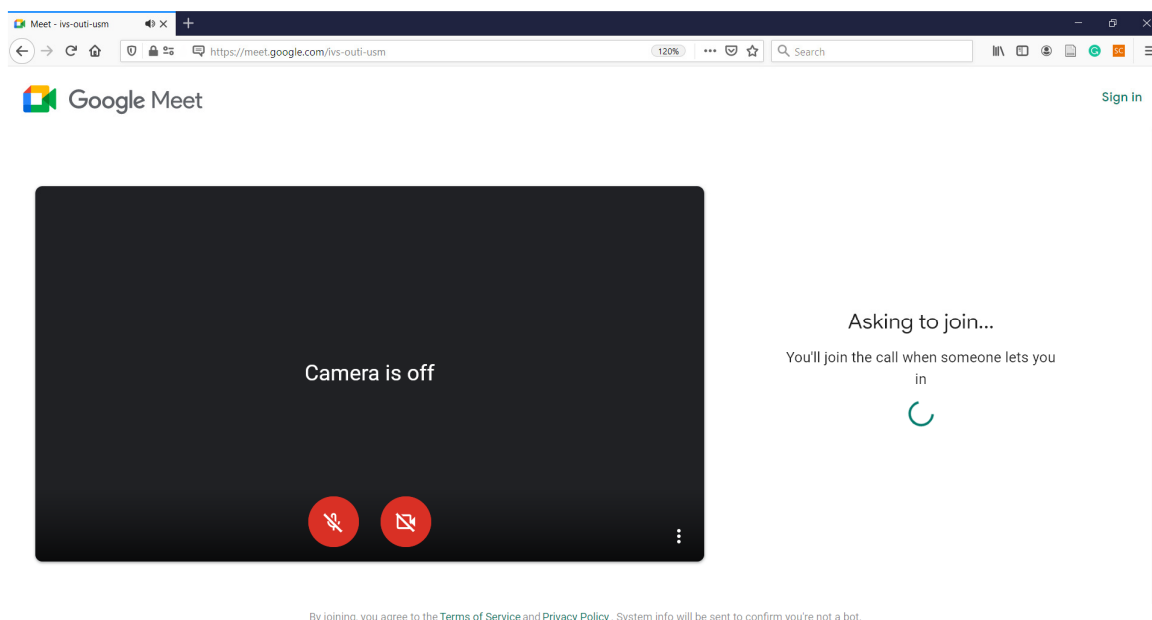 Meet - ivs-outi-usm
https://meet.google.com/ivs-outi-usm
120%
Search
SC
Google Meet
Sign in
Camera is off
Asking to join...
You'll join the call when someone lets you
in
By joining, you agree to the Terms of Service and Privacy Policy. System info will be sent to confirm you're not a bot.